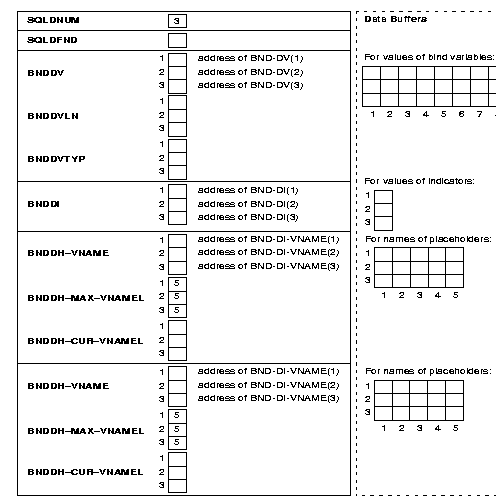 SQLDNUM 3
SQLDFND
BNDDV
1 address of BND-DV(1)
2 address of BND-DV(2)
3 address of BND-DV(3)
BNDDVLN
1
2
3
BNDDVTYP
1
2
3
BNDDI
1 address of BND-DI(1)
2 address of BND-DI(2)
3 address of BND-DI(3)
BNDDH–VNAME
1 address of BND-DI-VNAME(1)
2 address of BND-DI-VNAME(2)
3 address of BND-DI-VNAME(3)
BNDDH–MAX–VNAMEL
1 5
2 5
3 5
BNDDH–CUR–VNAMEL
1
2
3
BNDDH–VNAME
1 address of BND-DI-VNAME(1)
2 address of BND-DI-VNAME(2)
3 address of BND-DI-VNAME(3)
BNDDH–MAX–VNAMEL
1 5
2 5
3 5
BNDDH–CUR–VNAMEL
1
2
3
Data Buffers
For values of bind variables:
1 2 3 4 5 6 7
For values of indicators:
1
2
3
For names of placeholders:
1
2
3
1 2 3 4 5
For names of placeholders:
1
2
3
1 2 3 4 5